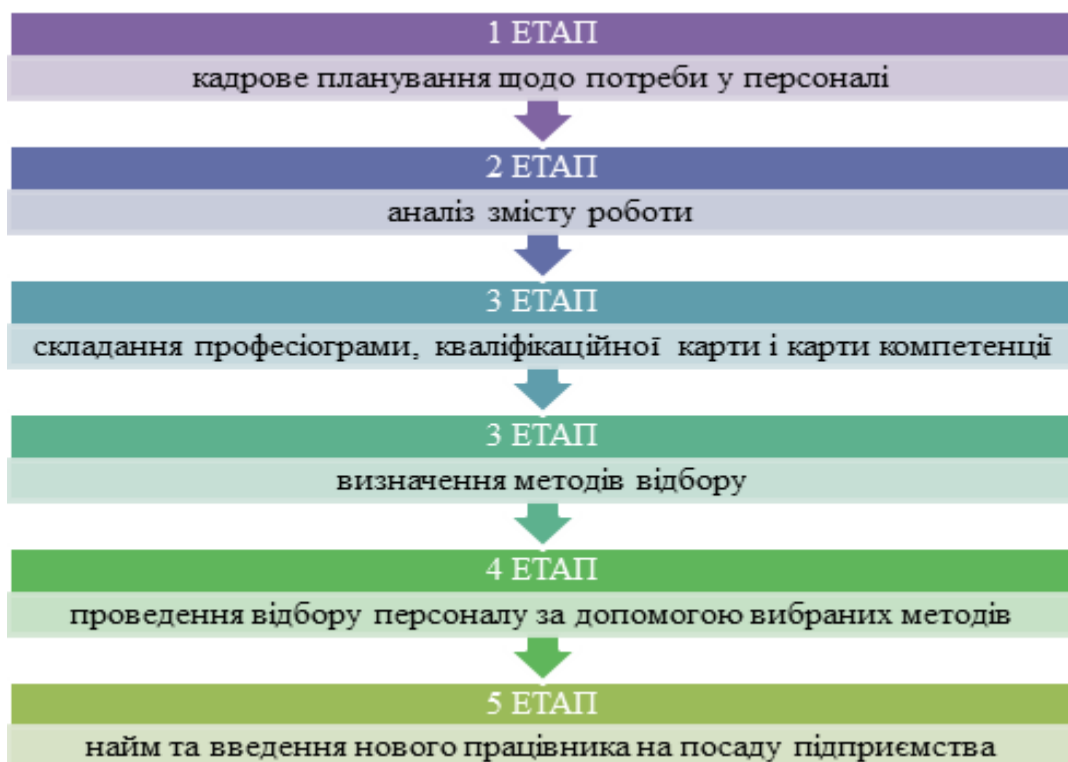 1 ЕТАП
кадрове планування щодо потреби у персоналі
2 ЕТАП
аналіз змісту роботи
3 ЕТАП
складання професіограми, кваліфікаційної карти і карти компетенції
3 ЕТАП
визначення методів відбору
4 ЕТАП
проведення відбору персоналу за допомогою вибраних методів
5 ЕТАП
найм та введення нового працівника на посаду підприємства